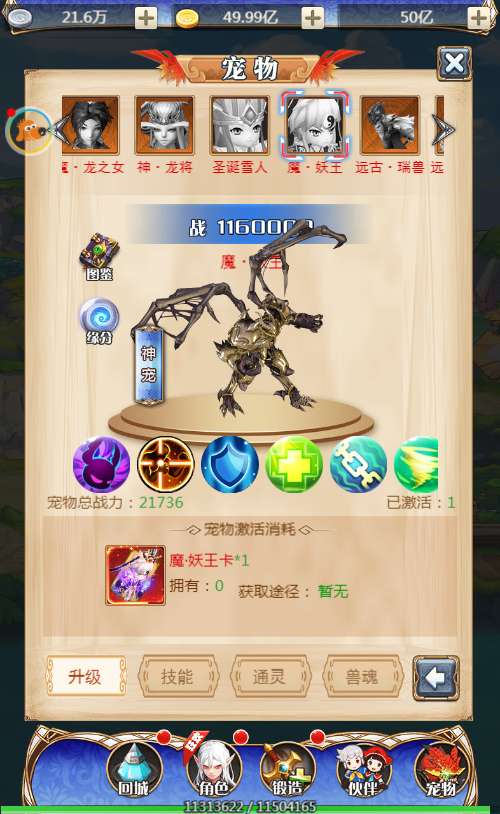 21.6万 49.99亿 50亿
宠物
魔·龙之女 神·龙将 圣诞雪人 魔·妖王 远古·瑞兽 远
战 1160000
魔· 王
图鉴
缘分
神宠
宠物总战力：21736 已激活：1
宠物激活消耗
魔·妖王卡*1
拥有：0 获取途径：暂无
升级 技能 通灵 兽魂
回城 角色 锻造 伙伴 宠物
11313622 / 11504165